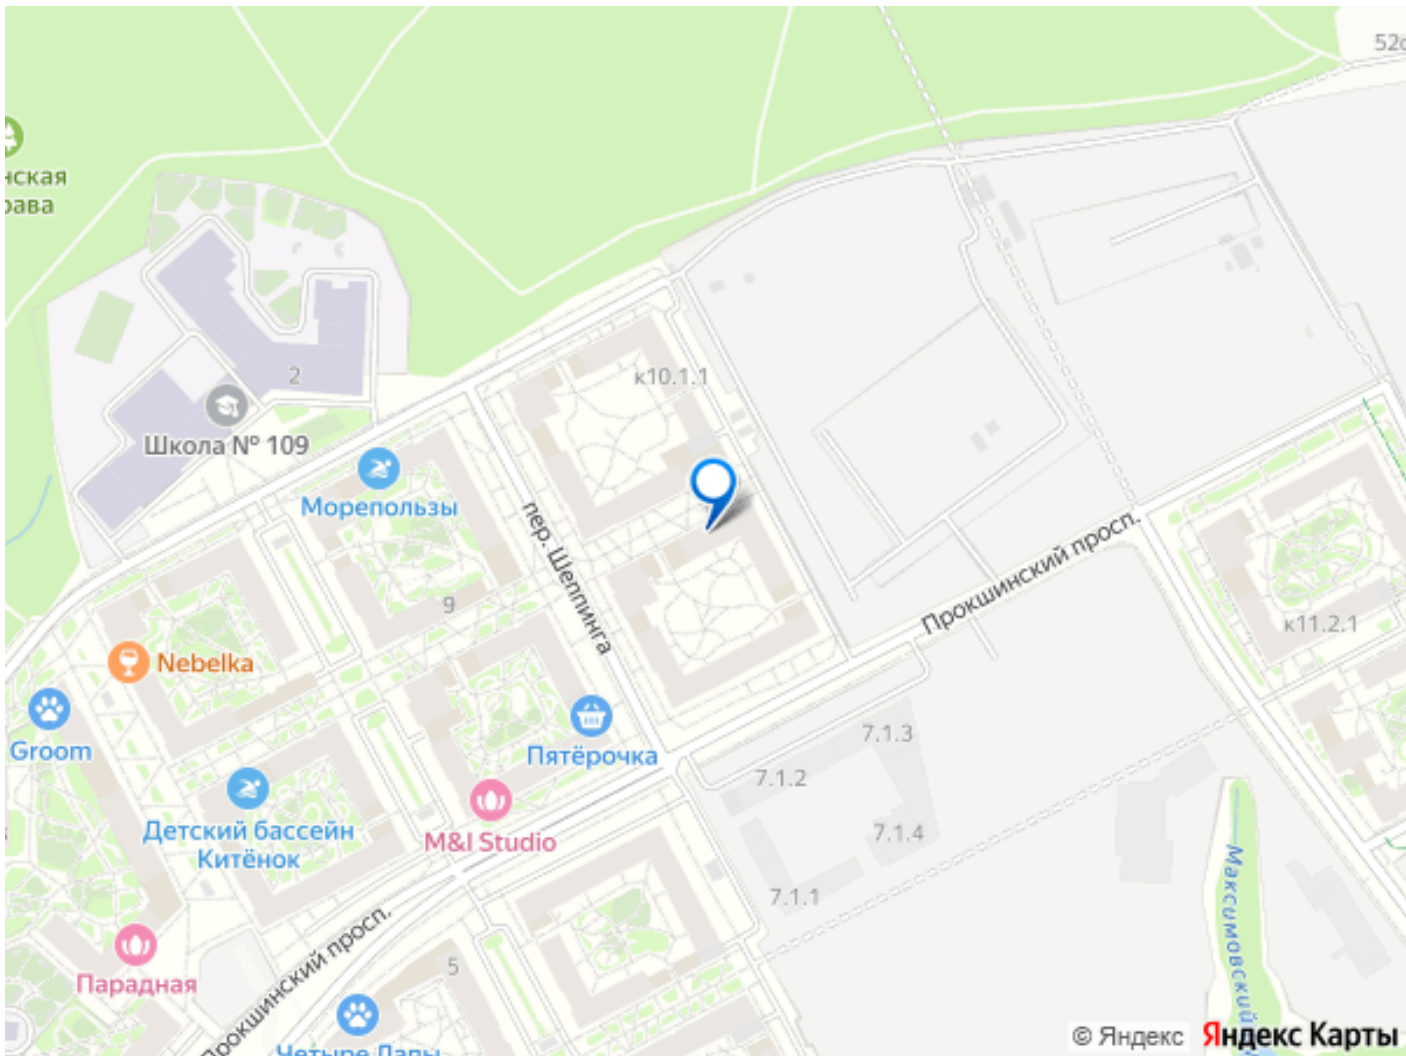 52
нская
рава
к10.1.1
2
Школа № 109
Морепользы
пер. Шеппинга
Прокшинский просп.
9
к11.2.1
Nebelka
Groom
Пятёрочка
7.1.3
7.1.2
7.1.4
7.1.1
Детский бассейн
Китёнок
M&I Studio
Максимовский
Прокшинский просп.
Парадная
5
Четыре Лапы
© Яндекс Яндекс Карты